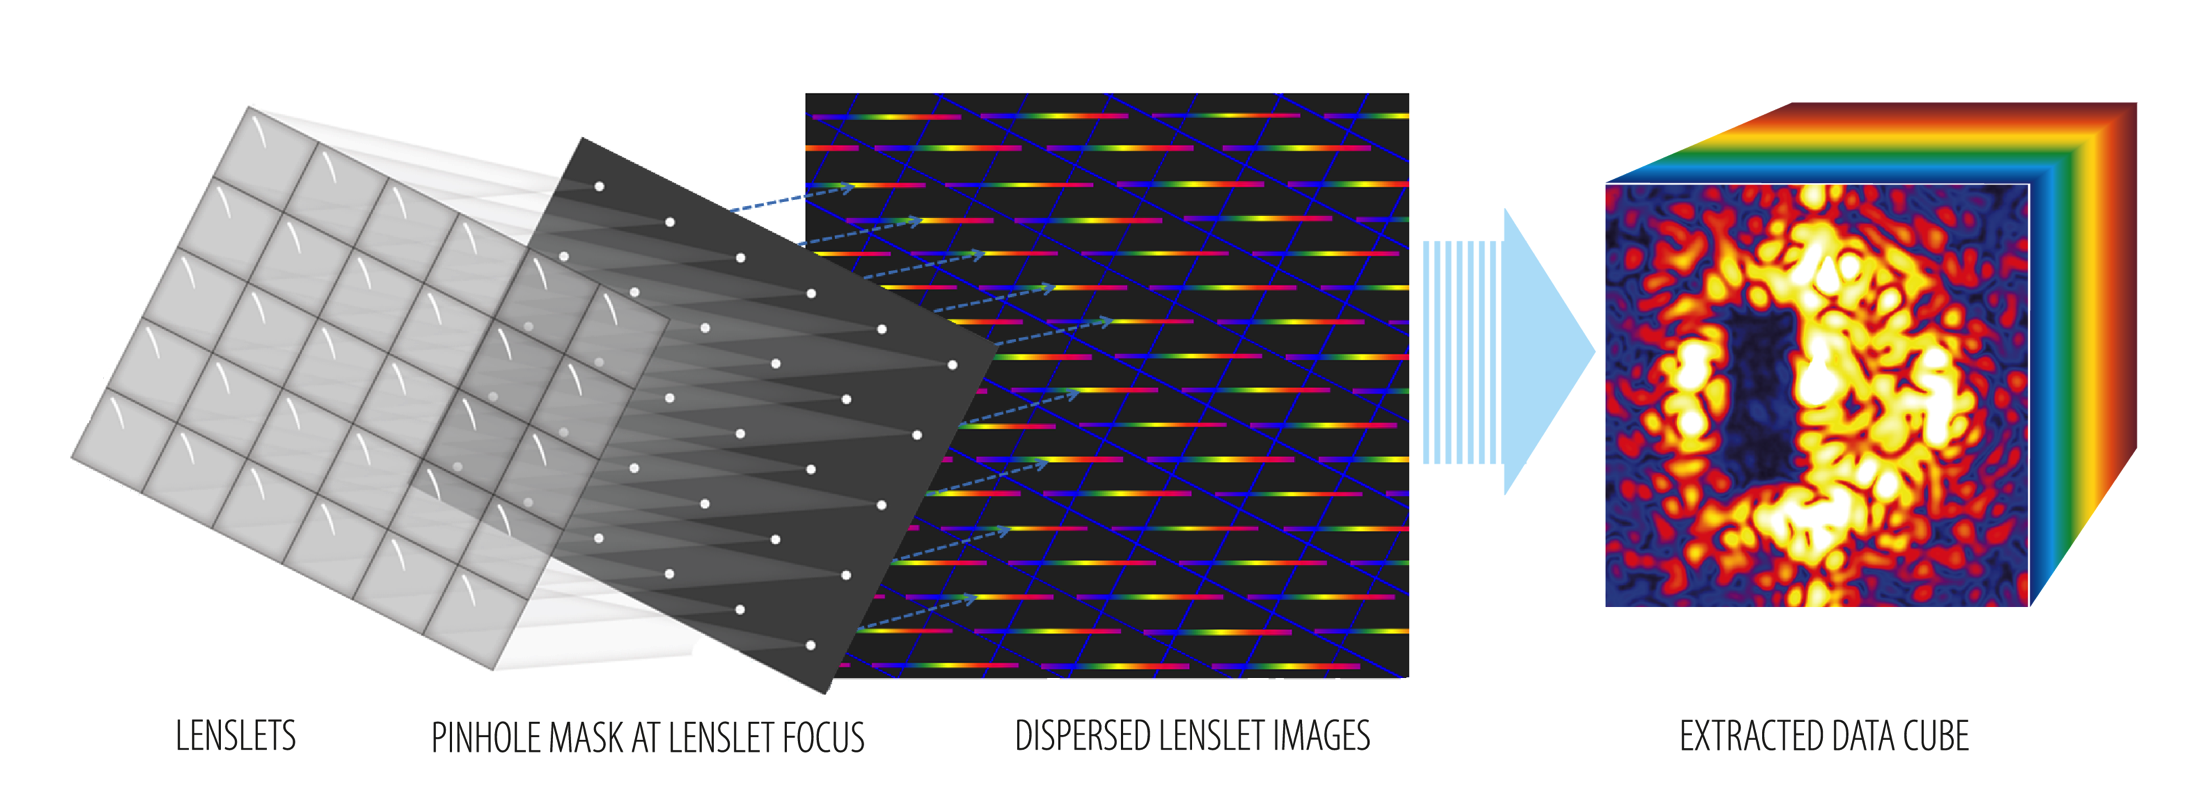 LENSLETS
PINHOLE MASK AT LENSLET FOCUS
DISPERSED LENSLET IMAGES
EXTRACTED DATA CUBE